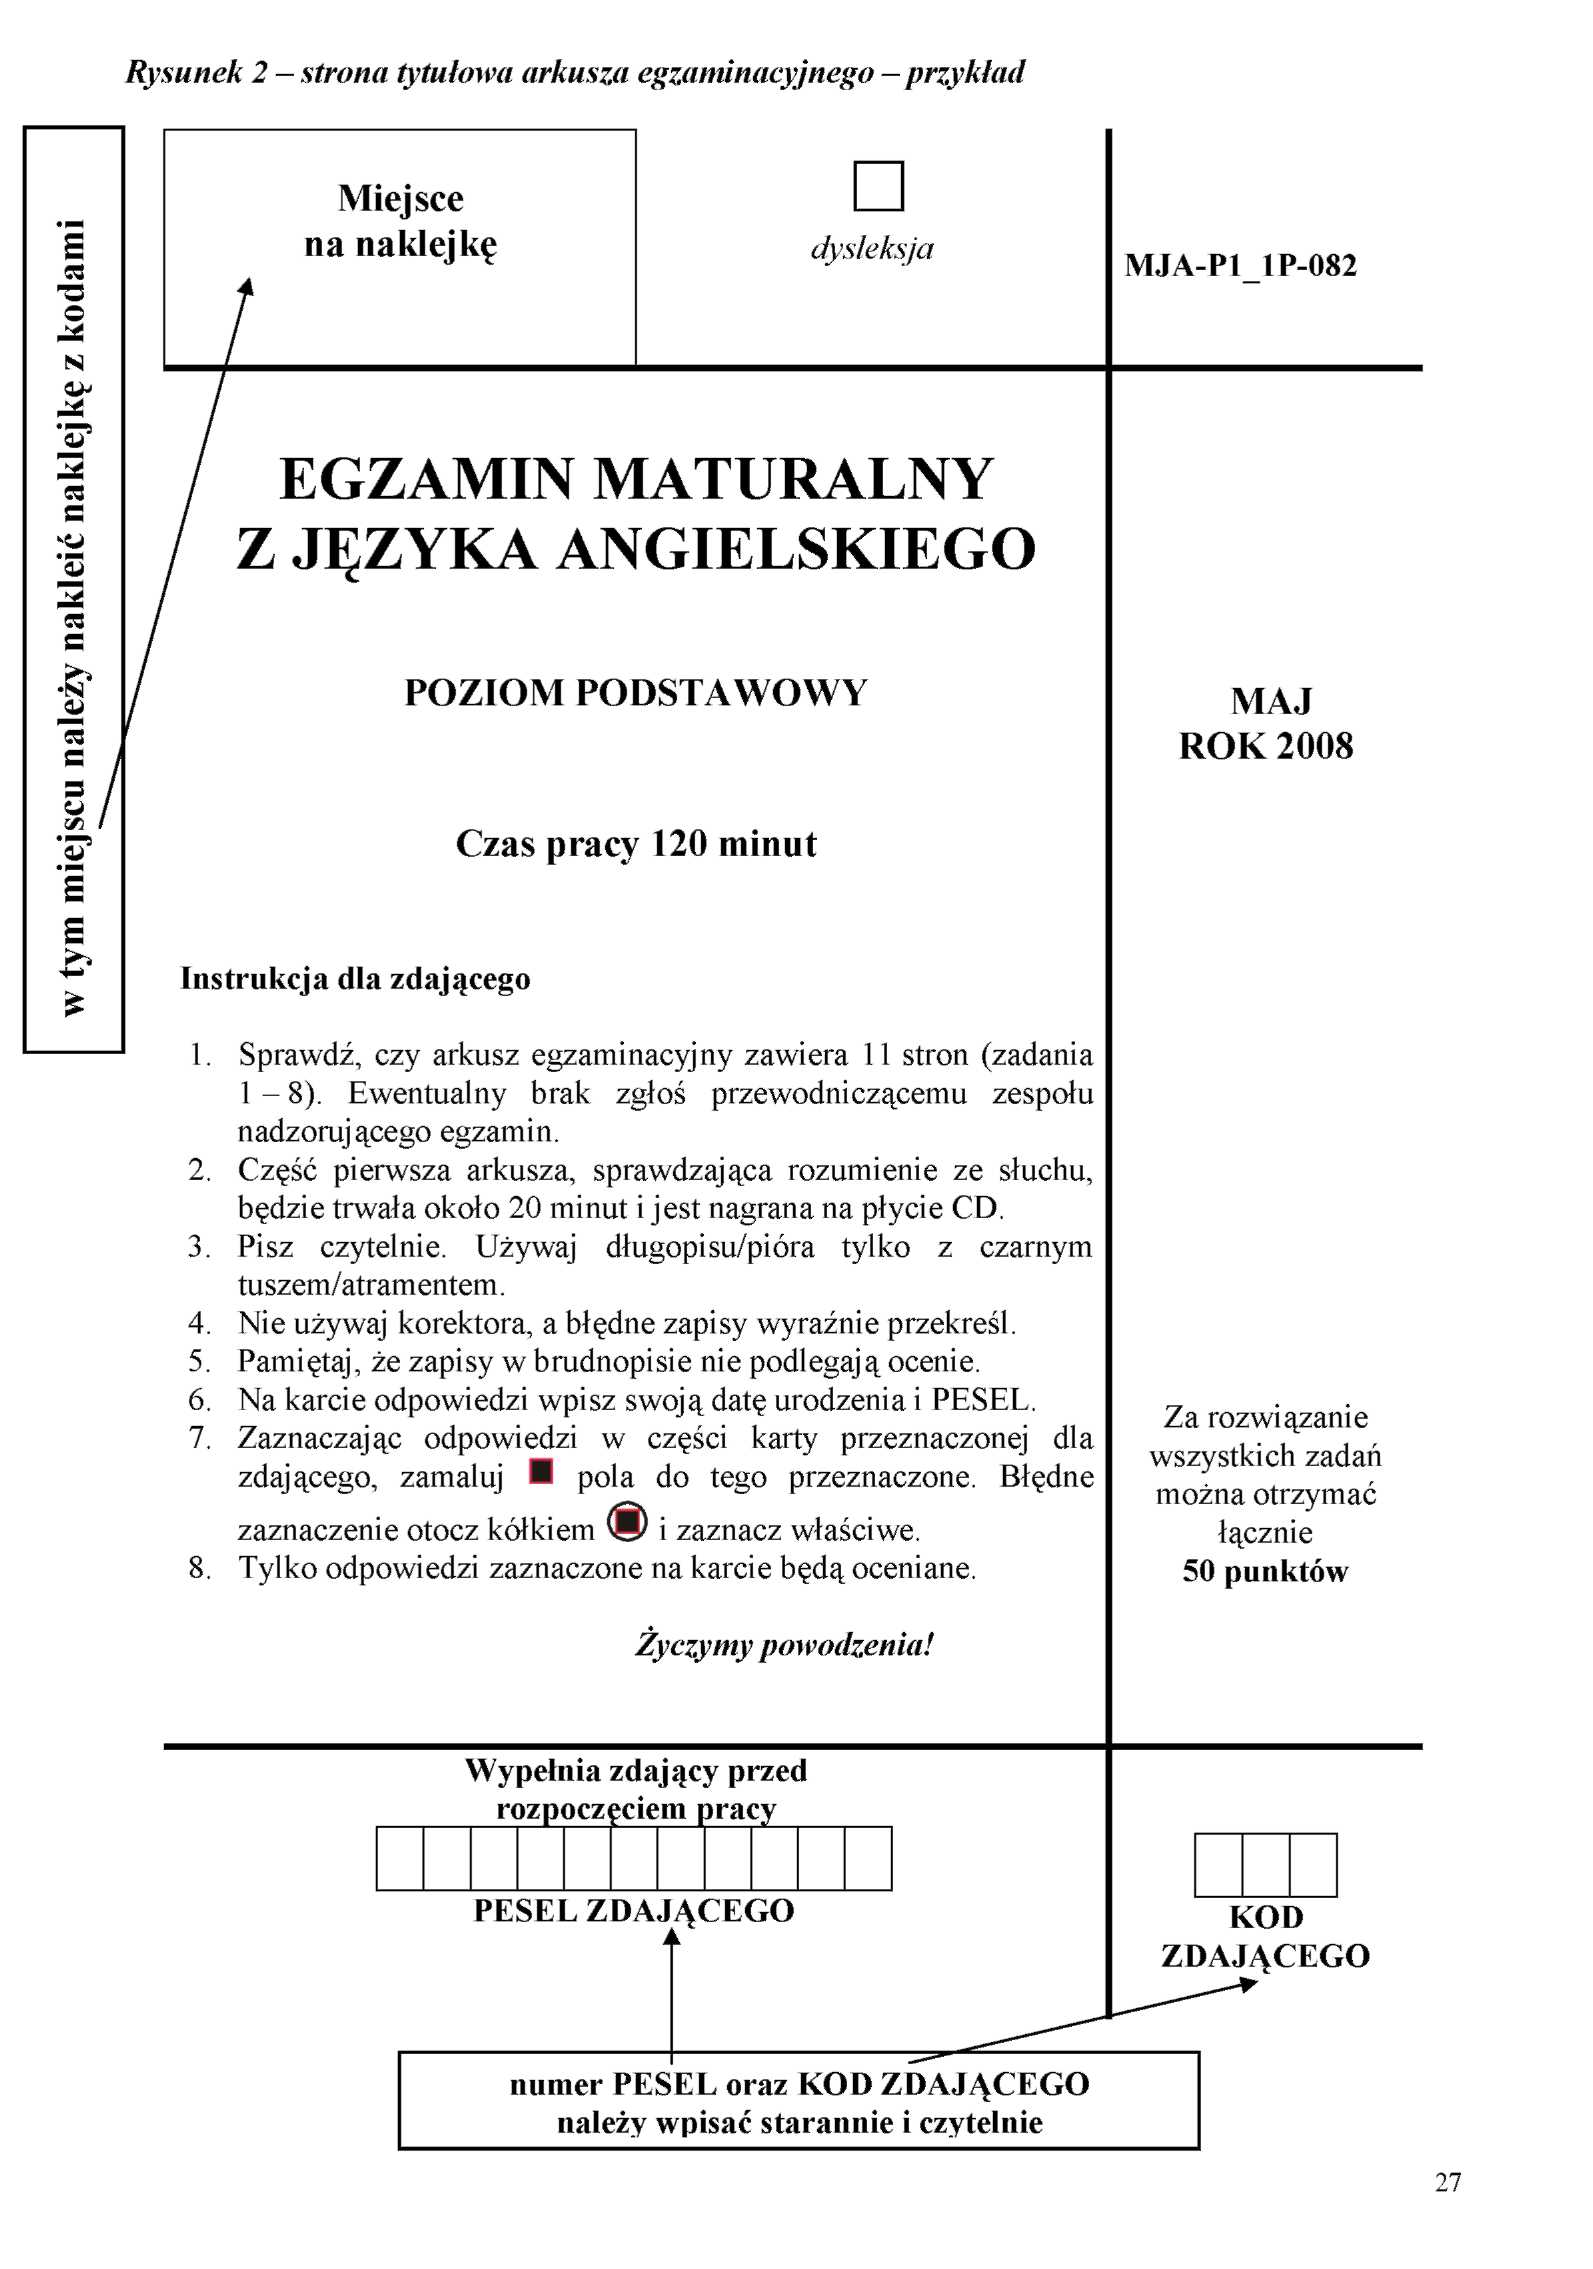 Rysunek 2 – strona tytułowa arkusza egzaminacyjnego – przykład
w tym miejscu należy nakleić naklejkę z kodami
Miejsce
na naklejkę
dysleksja
MJA-P1_1P-082
EGZAMIN MATURALNY
Z JĘZYKA ANGIELSKIEGO
POZIOM PODSTAWOWY
Czas pracy 120 minut
MAJ
ROK 2008
Instrukcja dla zdającego
1. Sprawdź, czy arkusz egzaminacyjny zawiera 11 stron (zadania
1 – 8). Ewentualny brak zgłoś przewodniczącemu zespołu
nadzorującego egzamin.
2. Część pierwsza arkusza, sprawdzająca rozumienie ze słuchu,
będzie trwała około 20 minut i jest nagrana na płycie CD.
3. Pisz czytelnie. Używaj długopisu/pióra tylko z czarnym
tuszem/atramentem.
4. Nie używaj korektora, a błędne zapisy wyraźnie przekreśl.
5. Pamiętaj, że zapisy w brudnopisie nie podlegają ocenie.
6. Na karcie odpowiedzi wpisz swoją datę urodzenia i PESEL.
7. Zaznaczając odpowiedzi w części karty przeznaczonej dla
zdającego, zamaluj pola do tego przeznaczone. Błędne
zaznaczenie otocz kółkiem i zaznacz właściwe.
8. Tylko odpowiedzi zaznaczone na karcie będą oceniane.
Życzymy powodzenia!
Za rozwiązanie
wszystkich zadań
można otrzymać
łącznie
50 punktów
Wypełnia zdający przed
rozpoczęciem pracy
PESEL ZDAJĄCEGO
KOD
ZDAJĄCEGO
numer PESEL oraz KOD ZDAJĄCEGO
należy wpisać starannie i czytelnie
27